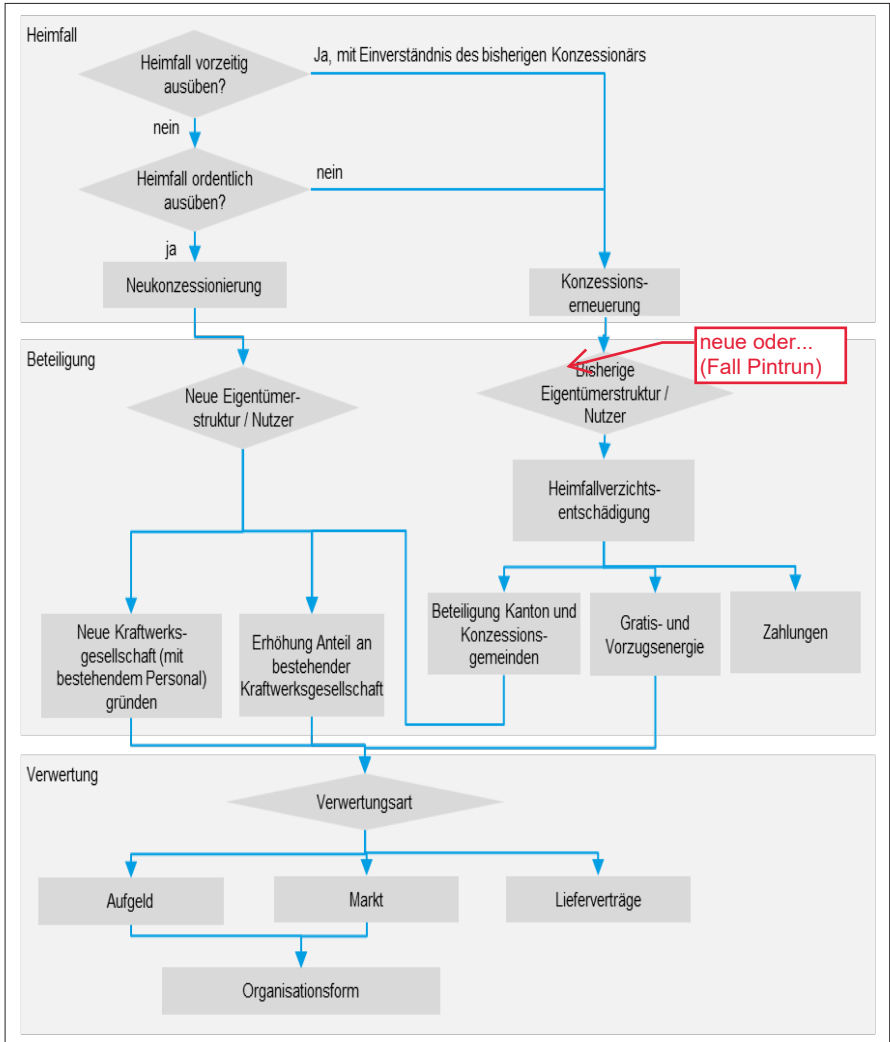 Heimfall
Heimfall vorzeitig
ausüben?
Ja, mit Einverständnis des bisherigen Konzessionärs
nein
Heimfall ordentlich
ausüben?
nein
ja
Neukonzessionierung
Konzessions-
erneuerung
Beteiligung
neue oder...
(Fall Pintrun)
Neue Eigentümer-
struktur / Nutzer
Bisherige
Eigentümerstruktur /
Nutzer
Heimfallverzichts-
entschädigung
Neue Kraftwerks-
gesellschaft (mit
bestehendem Personal)
gründen
Erhöhung Anteil an
bestehender
Kraftwerksgesellschaft
Beteiligung Kanton und
Konzessions-
gemeinden
Gratis- und
Vorzugsenergie
Zahlungen
Verwertung
Verwertungsart
Aufgeld
Markt
Lieferverträge
Organisationsform